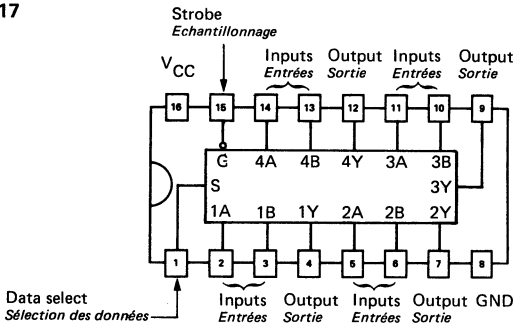 17
Strobe
Echantillonnage
VCC
Inputs Output Inputs Output
Entrées Sortie Entrées Sortie
16 15 14 13 12 11 10 9
G 4A 4B 4Y 3A 3B
S 3Y
1A 1B 1Y 2A 2B 2Y
1 2 3 4 5 6 7 8
Data select Inputs Output Inputs Output GND
Sélection des données Entrées Sortie Entrées Sortie